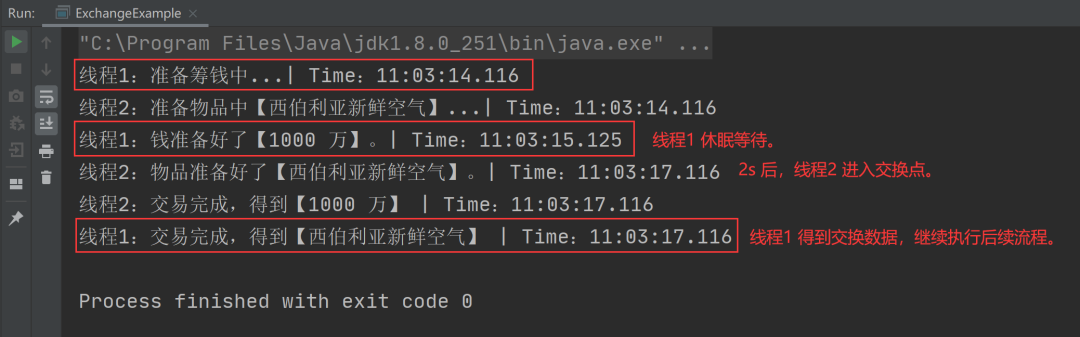 Run: ExchangeExample
"C:\Program Files\Java\jdk1.8.0_251\bin\java.exe" ...
线程1：准备筹钱中...| Time：11:03:14.116
线程2：准备物品中【西伯利亚新鲜空气】...| Time：11:03:14.116
线程1：钱准备好了【1000 万】。| Time：11:03:15.125 线程1 休眠等待。
线程2：物品准备好了【西伯利亚新鲜空气】。| Time：11:03:17.116 2s 后，线程2 进入交换点。
线程2：交易完成，得到【1000 万】 | Time：11:03:17.116
线程1：交易完成，得到【西伯利亚新鲜空气】 | Time：11:03:17.116 线程1 得到交换数据，继续执行后续流程。
Process finished with exit code 0